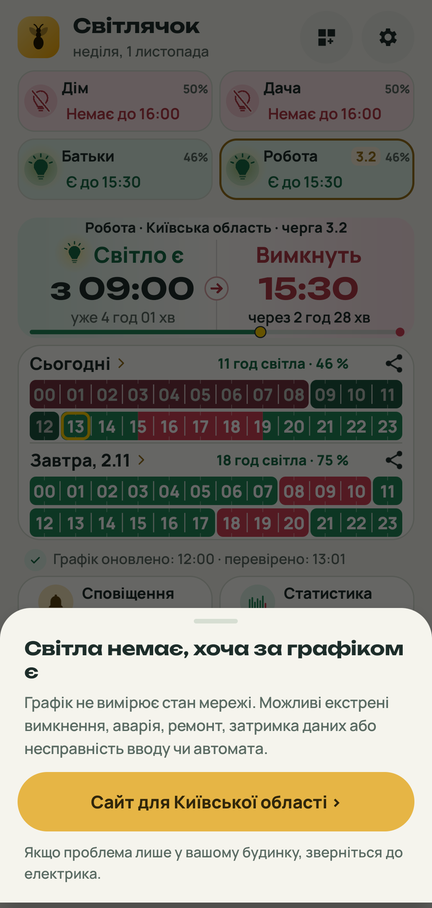 Світлячок
неділя, 1 листопада
Дім 50%
Немає до 16:00
Дача 50%
Немає до 16:00
Батьки 46%
Є до 15:30
Робота 3.2 46%
Є до 15:30
Робота · Київська область · черга 3.2
Світло є
з 09:00
уже 4 год 01 хв
Вимкнуть
15:30
через 2 год 28 хв
Сьогодні › 11 год світла · 46 %
00 01 02 03 04 05 06 07 08 09 10 11
12 13 14 15 16 17 18 19 20 21 22 23
Завтра, 2.11 › 18 год світла · 75 %
00 01 02 03 04 05 06 07 08 09 10 11
12 13 14 15 16 17 18 19 20 21 22 23
Графік оновлено: 12:00 · перевірено: 13:01
Сповіщення
Статистика
Світла немає, хоча за графіком
є
Графік не вимірює стан мережі. Можливі екстрені
вимкнення, аварія, ремонт, затримка даних або
несправність вводу чи автомата.
Сайт для Київської області ›
Якщо проблема лише у вашому будинку, зверніться до
електрика.